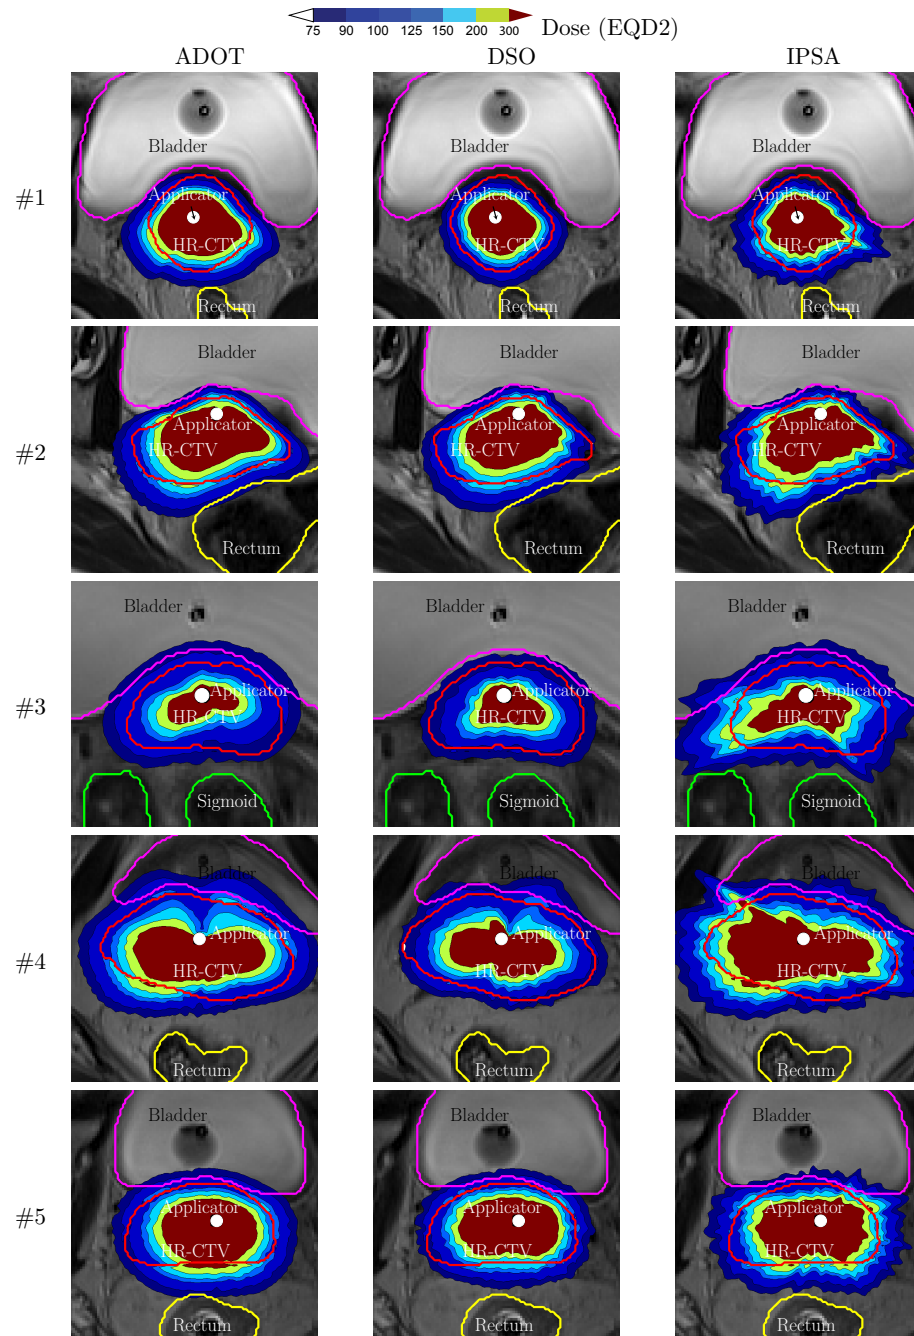 75 90 100 125 150 200 300 Dose (EQD2)
ADOT DSO IPSA
Bladder Bladder Bladder
#1
Applicator Applicator Applicator
HR-CTV HR-CTV HR-CTV
Rectum Rectum Rectum
Bladder Bladder Bladder
Applicator Applicator Applicator
#2
HR-CTV HR-CTV HR-CTV
Rectum Rectum Rectum
Bladder Bladder Bladder
Applicator Applicator Applicator
#3
HR-CTV HR-CTV HR-CTV
Sigmoid Sigmoid Sigmoid
Bladder Bladder Bladder
Applicator Applicator Applicator
#4
HR-CTV HR-CTV HR-CTV
Rectum Rectum Rectum
Bladder Bladder Bladder
Applicator Applicator Applicator
#5
HR-CTV HR-CTV HR-CTV
Rectum Rectum Rectum